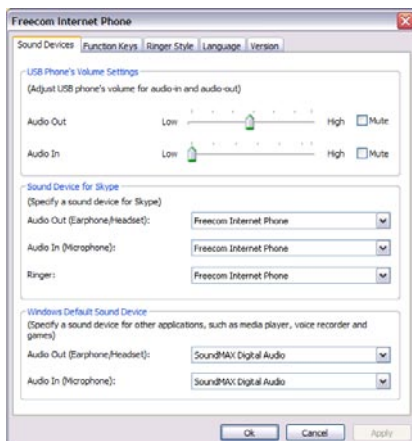 Freecom Internet Phone
Sound Devices Function Keys Ringer Style Language Version
USB Phone's Volume Settings
(Adjust USB phone's volume for audio-in and audio-out)
Audio Out Low High Mute
Audio In Low High Mute
Sound Device for Skype
(Specify a sound device for Skype)
Audio Out (Earphone/Headset): Freecom Internet Phone
Audio In (Microphone): Freecom Internet Phone
Ringer: Freecom Internet Phone
Windows Default Sound Device
(Specify a sound device for other applications, such as media player, voice recorder and
games)
Audio Out (Earphone/Headset): SoundMAX Digital Audio
Audio In (Microphone): SoundMAX Digital Audio
Ok Cancel Apply